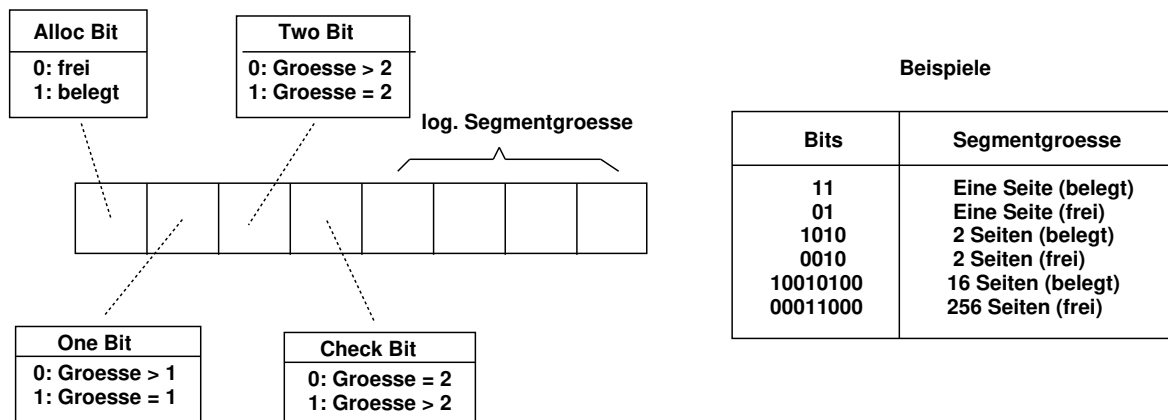 Alloc Bit
0: frei
1: belegt
Two Bit
0: Groesse > 2
1: Groesse = 2
log. Segmentgroesse
One Bit
0: Groesse > 1
1: Groesse = 1
Check Bit
0: Groesse = 2
1: Groesse > 2
Beispiele
Bits Segmentgroesse
11 Eine Seite (belegt)
01 Eine Seite (frei)
1010 2 Seiten (belegt)
0010 2 Seiten (frei)
10010100 16 Seiten (belegt)
00011000 256 Seiten (frei)